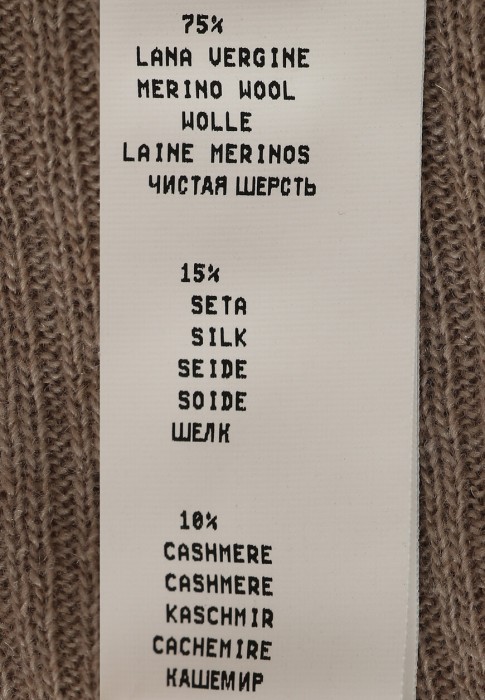 75%
LANA VERGINE
MERINO WOOL
WOLLE
LAINE MERINOS
ЧИСТАЯ ШЕРСТЬ
15%
SETA
SILK
SEIDE
SOIDE
ШЕЛК
10%
CASHMERE
CASHMERE
KASCHMIR
CACHEMIRE
КАШЕМИР